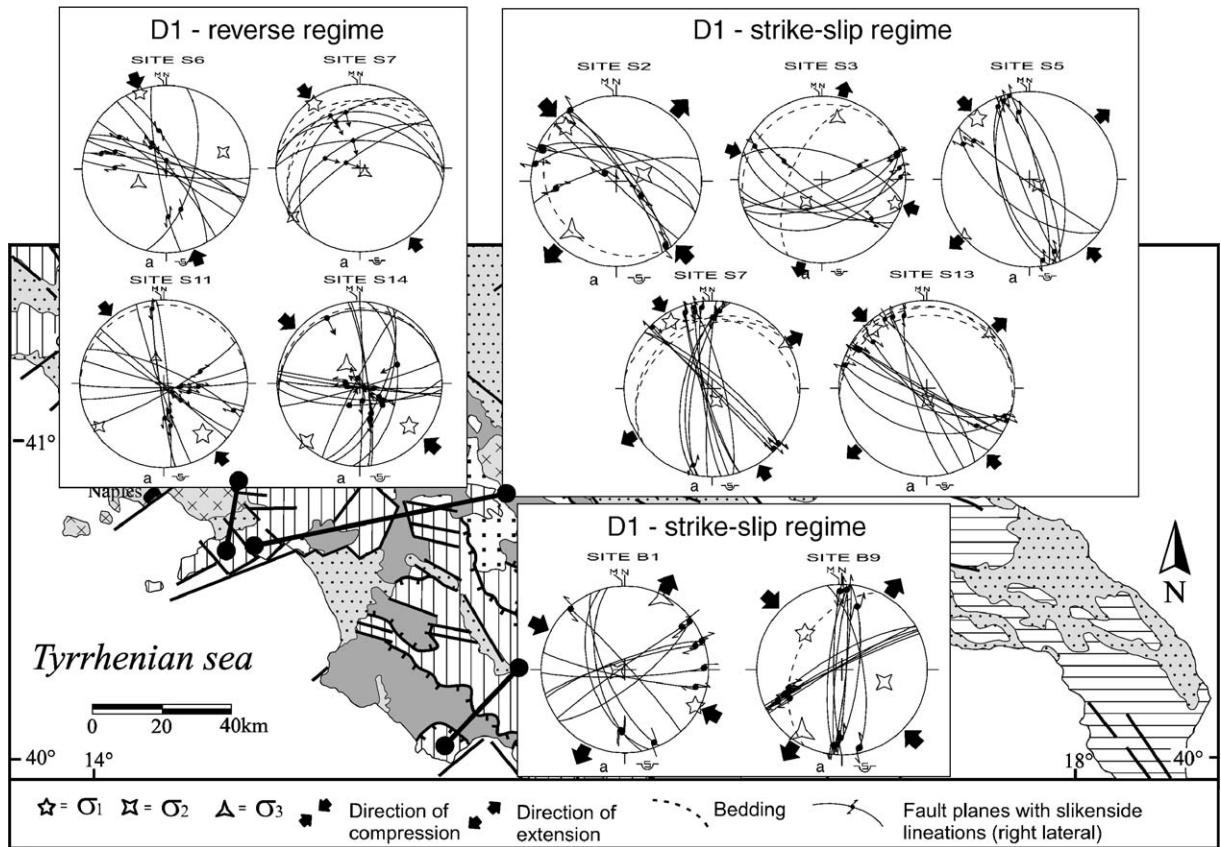 D1 - reverse regime
SITE S6
SITE S7
M N
M N
a
a
SITE S11
SITE S14
M N
M N
a
a
D1 - strike-slip regime
SITE S2
SITE S3
SITE S5
M N
M N
M N
a
a
a
SITE S7
SITE S13
M N
M N
a
a
D1 - strike-slip regime
SITE B1
SITE B9
M N
M N
a
a
41°
Naples
N
Tyrrhenian sea
0 20 40km
40°
14°
18°
40°
= σ1
= σ2
= σ3
Direction of
compression
Direction of
extension
Bedding
Fault planes with slikenside
lineations (right lateral)